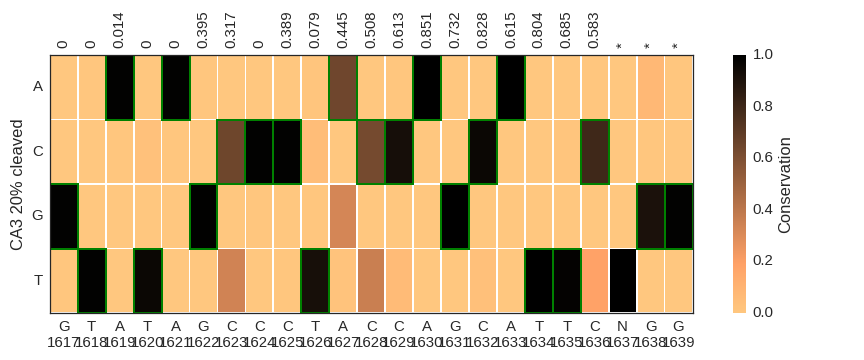 0 0 0.014 0 0 0.395 0.317 0 0.389 0.079 0.445 0.508 0.613 0.851 0.732 0.828 0.615 0.804 0.685 0.583 * * *
CA3 20% cleaved
A
C
G
T
G T A T A G C C C T A C C A G C A T T C N G G
1617 1618 1619 1620 1621 1622 1623 1624 1625 1626 1627 1628 1629 1630 1631 1632 1633 1634 1635 1636 1637 1638 1639
1.0
0.8
0.6
0.4
0.2
0.0
Conservation